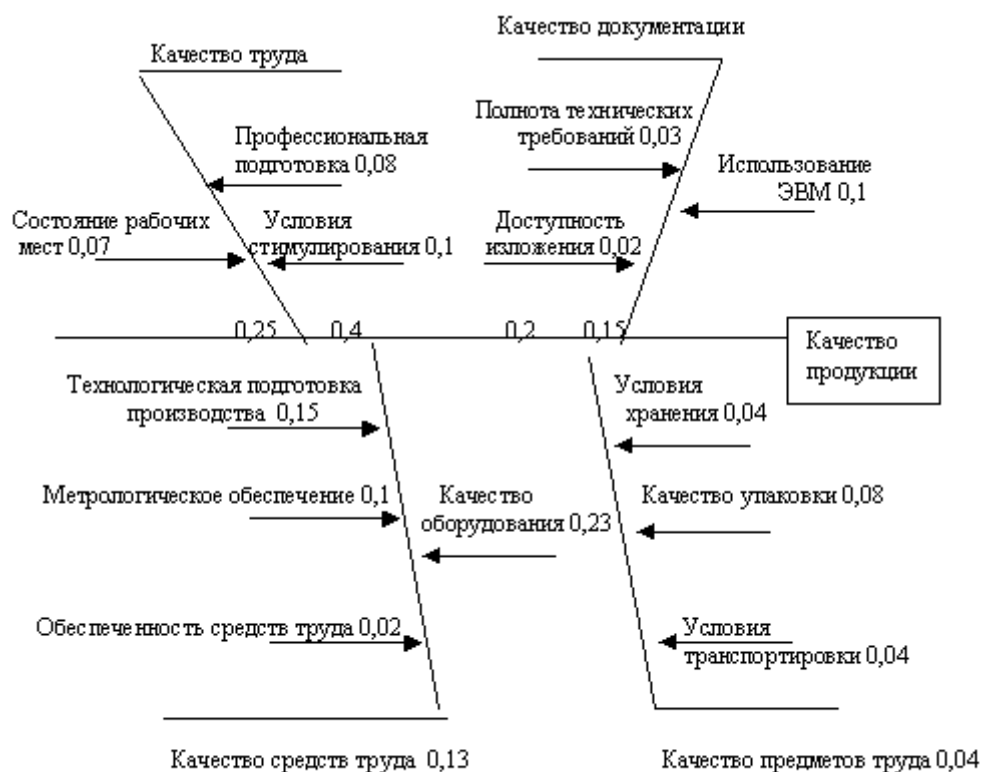 Качество труда
Качество документации
Полнота технических
требований 0,03
Профессиональная
подготовка 0,08
Использование
ЭВМ 0,1
Состояние рабочих
мест 0,07
Условия
стимулирования 0,1
Доступность
изложения 0,02
0,25
0,4
0,2
0,15
Качество
продукции
Технологическая подготовка
производства 0,15
Условия
хранения 0,04
Метрологическое обеспечение 0,1
Качество
оборудования 0,23
Качество упаковки 0,08
Обеспеченность средств труда 0,02
Условия
транспортировки 0,04
Качество средств труда 0,13
Качество предметов труда 0,04